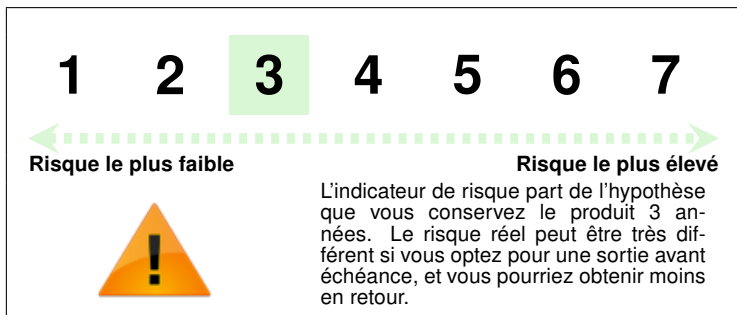 1 2 3 4 5 6 7
Risque le plus faible Risque le plus élevé
L'indicateur de risque part de l'hypothèse
que vous conservez le produit 3 an-
nées. Le risque réel peut être très dif-
férent si vous optez pour une sortie avant
échéance, et vous pourriez obtenir moins
en retour.